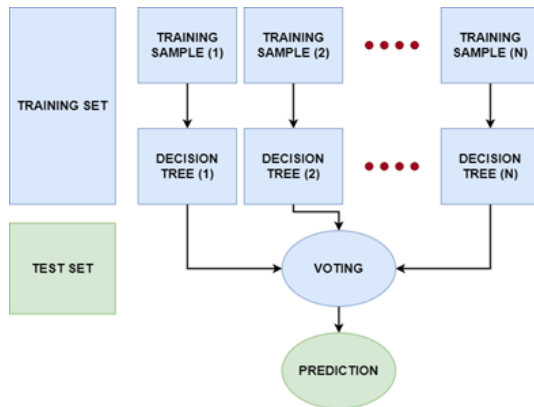 TRAINING SET
TRAINING
SAMPLE (1)
TRAINING
SAMPLE (2)
TRAINING
SAMPLE (N)
DECISION
TREE (1)
DECISION
TREE (2)
DECISION
TREE (N)
TEST SET
VOTING
PREDICTION